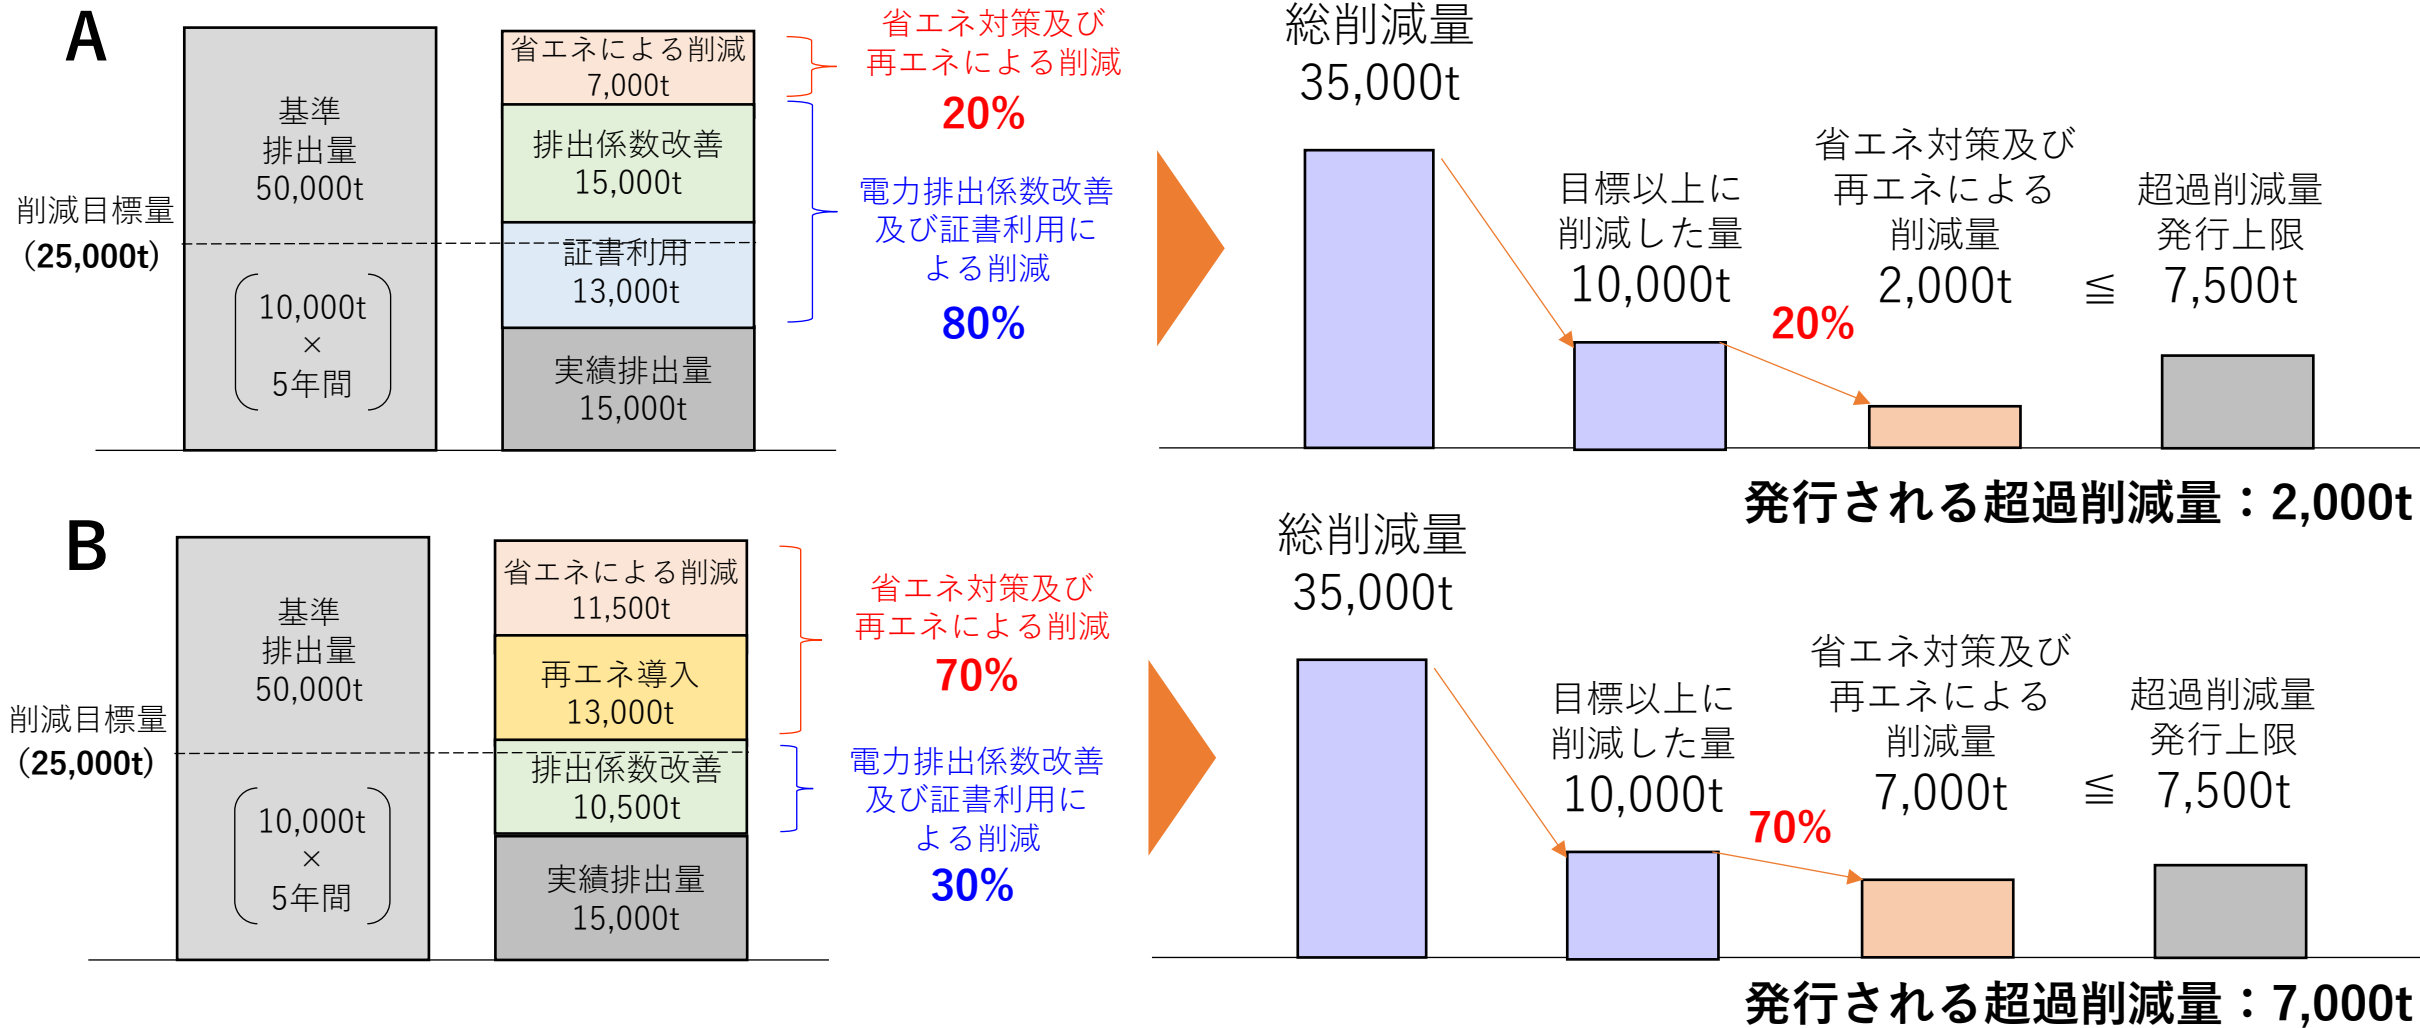 A
基準
排出量
50,000t
削減目標量
(25,000t)
10,000t
×
5年間
省エネによる削減
7,000t
排出係数改善
15,000t
証書利用
13,000t
実績排出量
15,000t
省エネ対策及び
再エネによる削減
20%
電力排出係数改善
及び証書利用に
よる削減
80%
総削減量
35,000t
目標以上に
削減した量
10,000t
20%
省エネ対策及び
再エネによる
削減量
2,000t
≦
超過削減量
発行上限
7,500t
発行される超過削減量：2,000t
B
基準
排出量
50,000t
削減目標量
(25,000t)
10,000t
×
5年間
省エネによる削減
11,500t
再エネ導入
13,000t
排出係数改善
10,500t
実績排出量
15,000t
省エネ対策及び
再エネによる削減
70%
電力排出係数改善
及び証書利用に
よる削減
30%
総削減量
35,000t
目標以上に
削減した量
10,000t
70%
省エネ対策及び
再エネによる
削減量
7,000t
≦
超過削減量
発行上限
7,500t
発行される超過削減量：7,000t